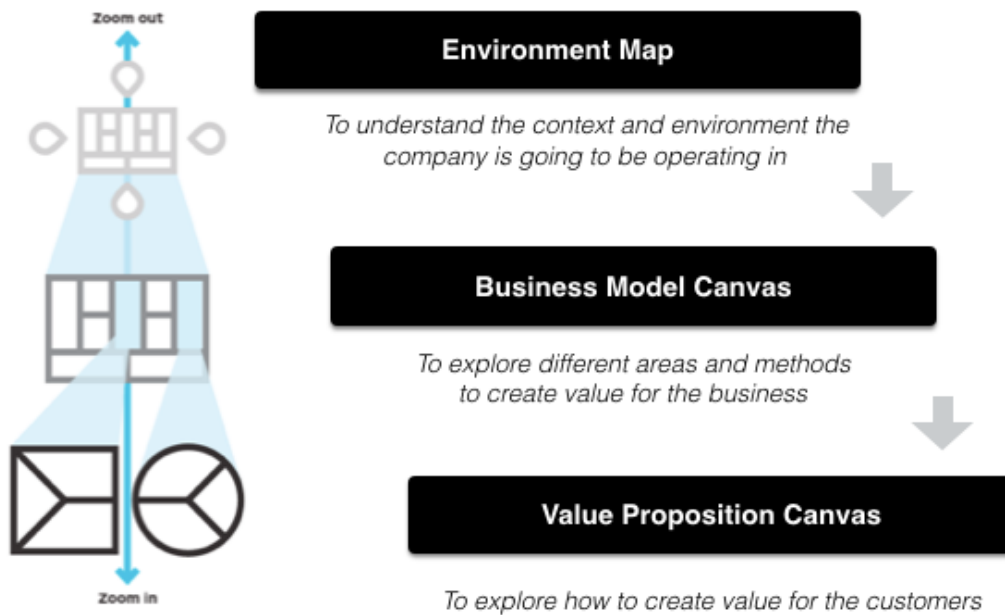 Zoom out
Environment Map
To understand the context and environment the
company is going to be operating in
Business Model Canvas
To explore different areas and methods
to create value for the business
Value Proposition Canvas
Zoom in
To explore how to create value for the customers